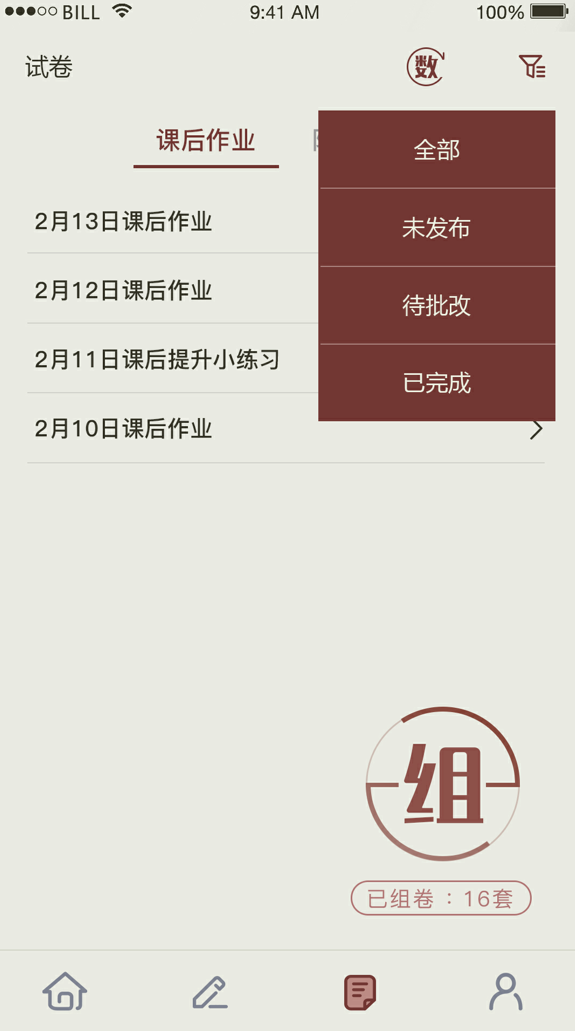 BILL 9:41 AM 100%
试卷 数
课后作业
全部
2月13日课后作业
未发布
2月12日课后作业
待批改
2月11日课后提升小练习
已完成
2月10日课后作业
组
已组卷：16套